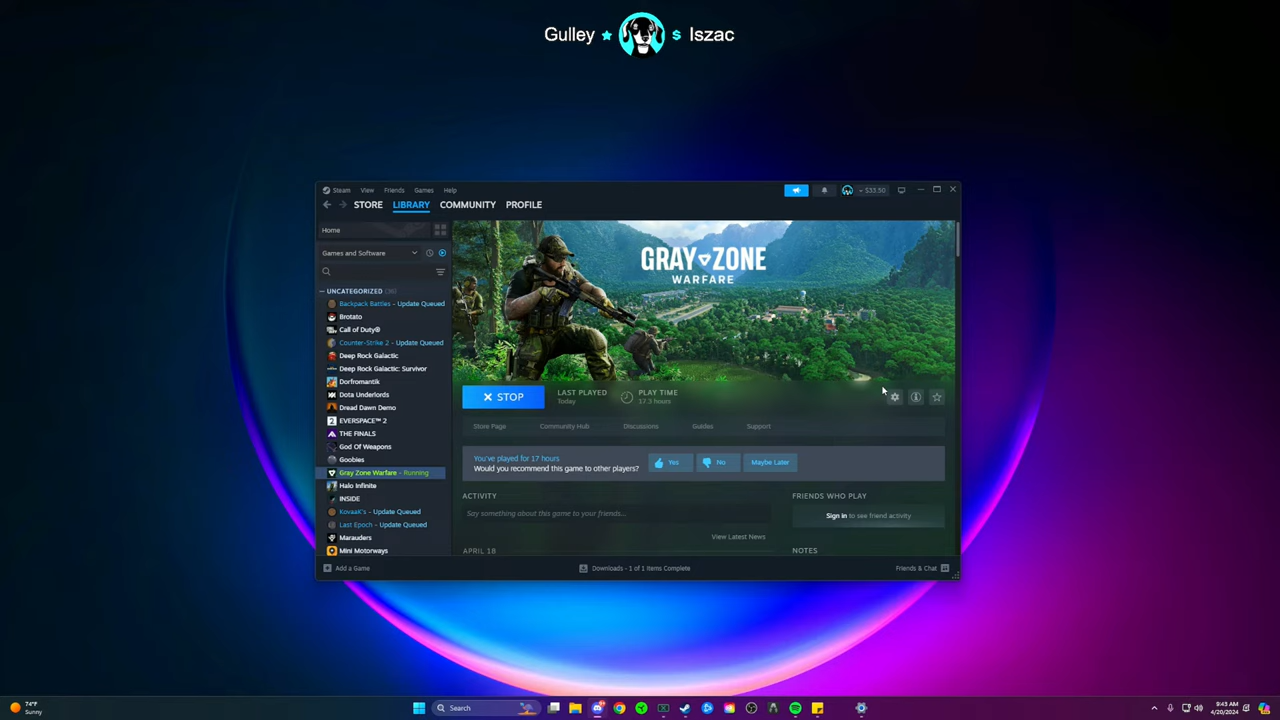 Gulley Iszac
Steam View Friends Games Help
$33.50
STORE LIBRARY COMMUNITY PROFILE
Home
Games and Software
UNCATEGORIZED
Backpack Battles - Update Queued
Brotato
Call of Duty®
Counter-Strike 2 - Update Queued
Deep Rock Galactic
Deep Rock Galactic: Survivor
Dorfromantik
Dota Underlords
Dread Dawn Demo
EVERSPACE™ 2
THE FINALS
God Of Weapons
Goobies
Gray Zone Warfare - Running
Halo Infinite
INSIDE
KovaaK's - Update Queued
Last Epoch - Update Queued
Marauders
Mini Motorways
GRAY ZONE
WARFARE
STOP
LAST PLAYED
Today
PLAY TIME
17.3 hours
Store Page Community Hub Discussions Guides Support
You've played for 17 hours
Would you recommend this game to other players?
Yes No Maybe Later
ACTIVITY
Say something about this game to your friends...
View Latest News
APRIL 18
FRIENDS WHO PLAY
Sign in to see friend activity
NOTES
Add a Game
Downloads - 1 of 1 Items Complete
Friends & Chat
74°F
Sunny
Search
9:43 AM
4/20/2024